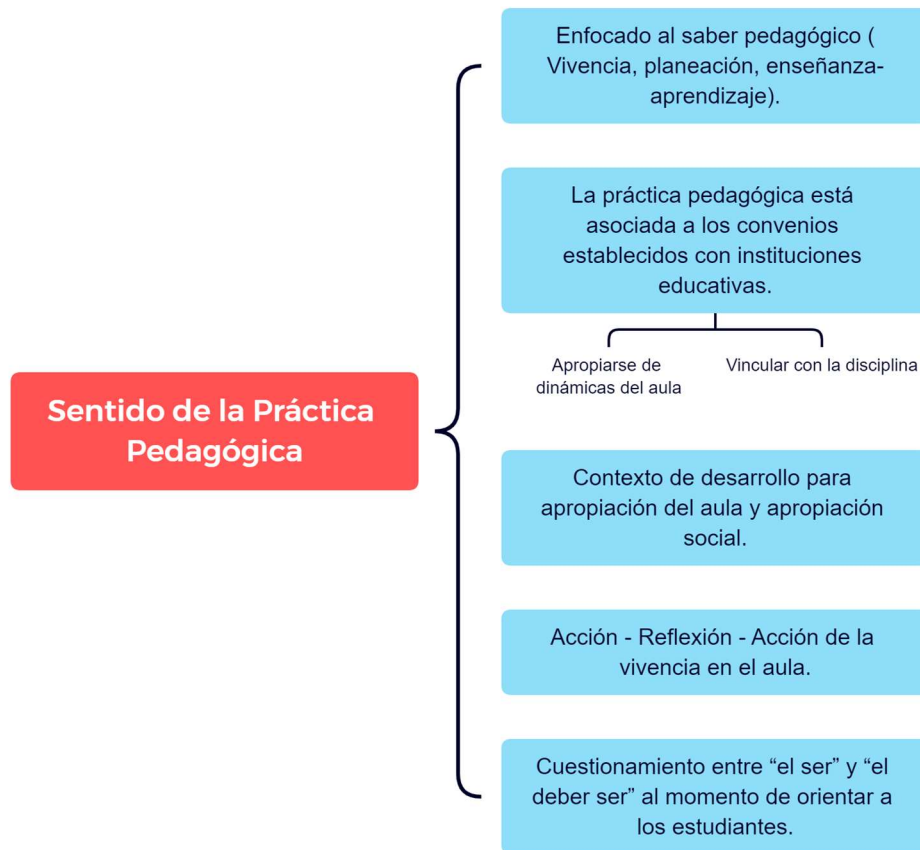 Enfocado al saber pedagógico (
Vivencia, planeación, enseñanza-
aprendizaje).
La práctica pedagógica está
asociada a los convenios
establecidos con instituciones
educativas.
Apropiarse de
dinámicas del aula
Vincular con la disciplina
Sentido de la Práctica
Pedagógica
Contexto de desarrollo para
apropiación del aula y apropiación
social.
Acción - Reflexión - Acción de la
vivencia en el aula.
Cuestionamiento entre “el ser” y “el
deber ser” al momento de orientar a
los estudiantes.